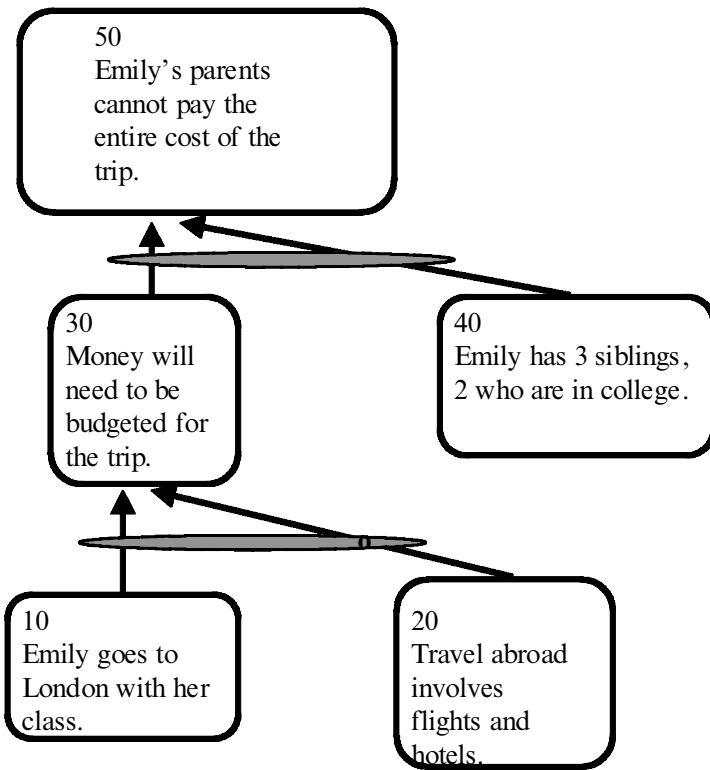 50
Emily's parents
cannot pay the
entire cost of the
trip.
30
Money will
need to be
budgeted for
the trip.
40
Emily has 3 siblings,
2 who are in college.
10
Emily goes to
London with her
class.
20
Travel abroad
involves
flights and
hotels.